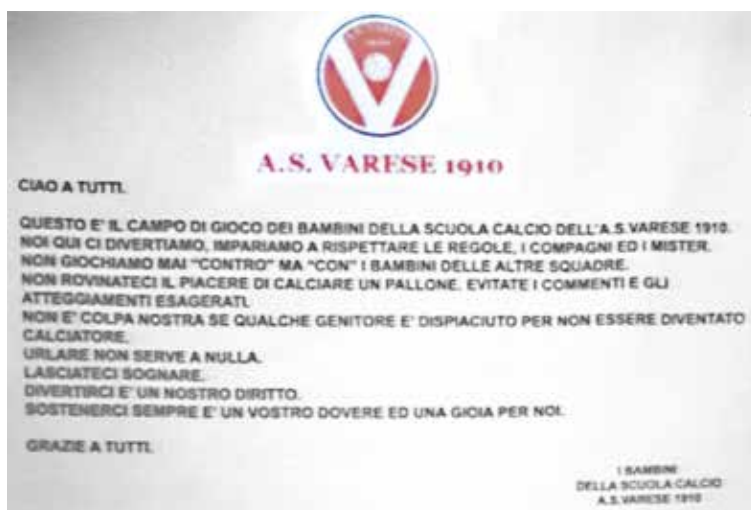 A.S. VARESE 1910
CIAO A TUTTI.
QUESTO E' IL CAMPO DI GIOCO DEI BAMBINI DELLA SCUOLA CALCIO DELL'A.S.VARESE 1910.
NOI QUI CI DIVERTIAMO, IMPARIAMO A RISPETTARE LE REGOLE, I COMPAGNI ED I MISTER.
NON GIOCHIAMO MAI "CONTRO" MA "CON" I BAMBINI DELLE ALTRE SQUADRE.
NON ROVINATECI IL PIACERE DI CALCIARE UN PALLONE. EVITATE I COMMENTI E GLI
ATTEGGIAMENTI ESAGERATI.
NON E' COLPA NOSTRA SE QUALCHE GENITORE E' DISPIACIUTO PER NON ESSERE DIVENTATO
CALCIATORE.
URLARE NON SERVE A NULLA.
LASCIATECI SOGNARE.
DIVERTIRCI E' UN NOSTRO DIRITTO.
SOSTENERCI SEMPRE E' UN VOSTRO DOVERE ED UNA GIOIA PER NOI.
GRAZIE A TUTTI.
I BAMBINI
DELLA SCUOLA CALCIO
A.S.VARESE 1910